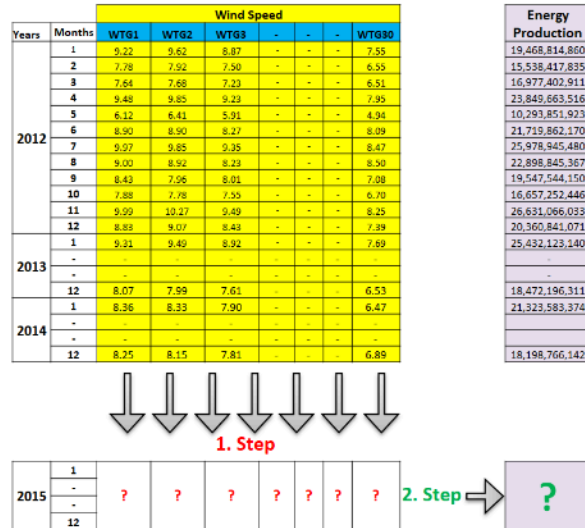 Wind Speed
Energy Production
Years Months WTG1 WTG2 WTG3 - - - WTG30
2012
1 9.22 9.62 8.87 - - - 7.55 19,468,814,860
2 7.78 7.92 7.50 - - - 6.55 15,538,417,835
3 7.64 7.68 7.23 - - - 6.51 16,977,402,911
4 9.48 9.85 9.23 - - - 7.95 23,849,663,516
5 6.12 6.41 5.91 - - - 4.94 10,293,851,923
6 8.90 8.90 8.27 - - - 8.09 21,719,862,170
7 9.97 9.85 9.35 - - - 8.47 25,978,945,480
8 9.00 8.92 8.23 - - - 8.50 22,898,845,367
9 8.43 7.96 8.01 - - - 7.08 19,547,544,150
10 7.88 7.78 7.55 - - - 6.70 16,657,252,446
11 9.99 10.27 9.49 - - - 8.25 26,631,066,033
12 8.83 9.07 8.43 - - - 7.39 20,360,841,071
2013
1 9.31 9.49 8.92 - - - 7.69 25,432,123,140
- - - - - - - - -
- - - - - - - - -
12 8.07 7.99 7.61 - - - 6.53 18,472,196,311
2014
1 8.36 8.33 7.90 - - - 6.47 21,323,583,374
- - - - - - - -
- - - - - - - -
12 8.25 8.15 7.81 - - - 6.89 18,198,766,142
1. Step
2015
1
-
? ? ? ? ? ? ? 2. Step ?
-
12